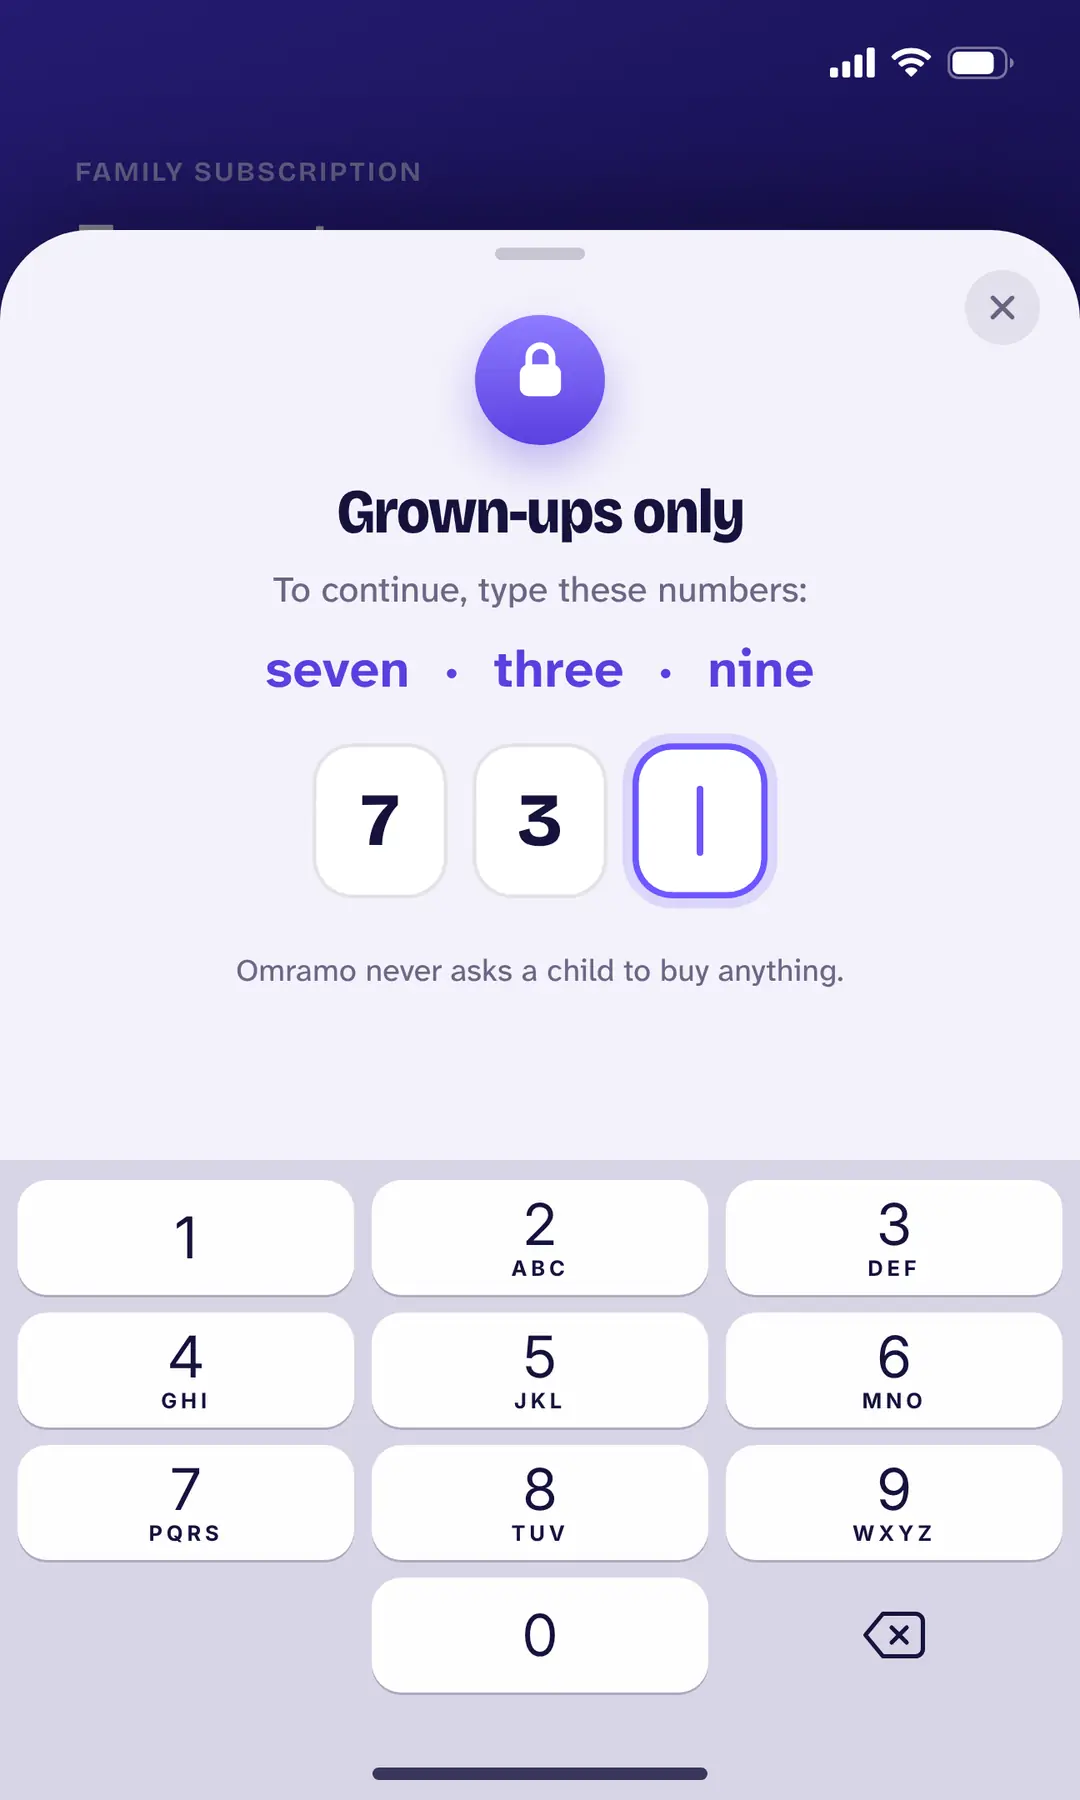 FAMILY SUBSCRIPTION
Grown-ups only
To continue, type these numbers:
seven · three · nine
7 3
Omramo never asks a child to buy anything.
1 2 3
ABC DEF
4 5 6
GHI JKL MNO
7 8 9
PQRS TUV WXYZ
0